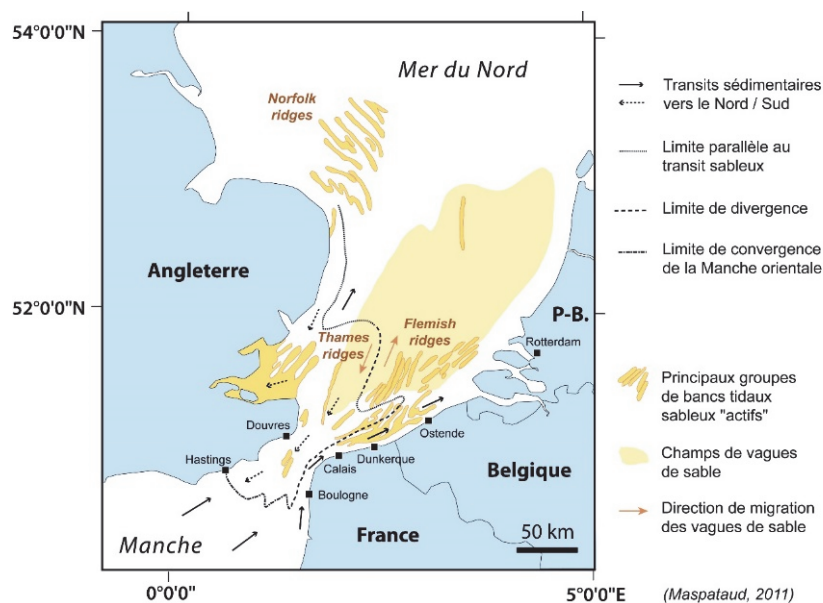 54°0'0"N
Mer du Nord
Norfolk
ridges
Angleterre
52°0'0"N
P-B.
Rotterdam
Thames
ridges
Flemish
ridges
Douvres
Hastings
Ostende
Calais
Dunkerque
Boulogne
Belgique
France
Manche
50 km
0°0'0"
5°0'0"E
Transits sédimentaires
vers le Nord / Sud
Limite parallèle au
transit sableux
Limite de divergence
Limite de convergence
de la Manche orientale
Principaux groupes
de bancs tidaux
sableux "actifs"
Champs de vagues
de sable
Direction de migration
des vagues de sable
(Maspataud, 2011)